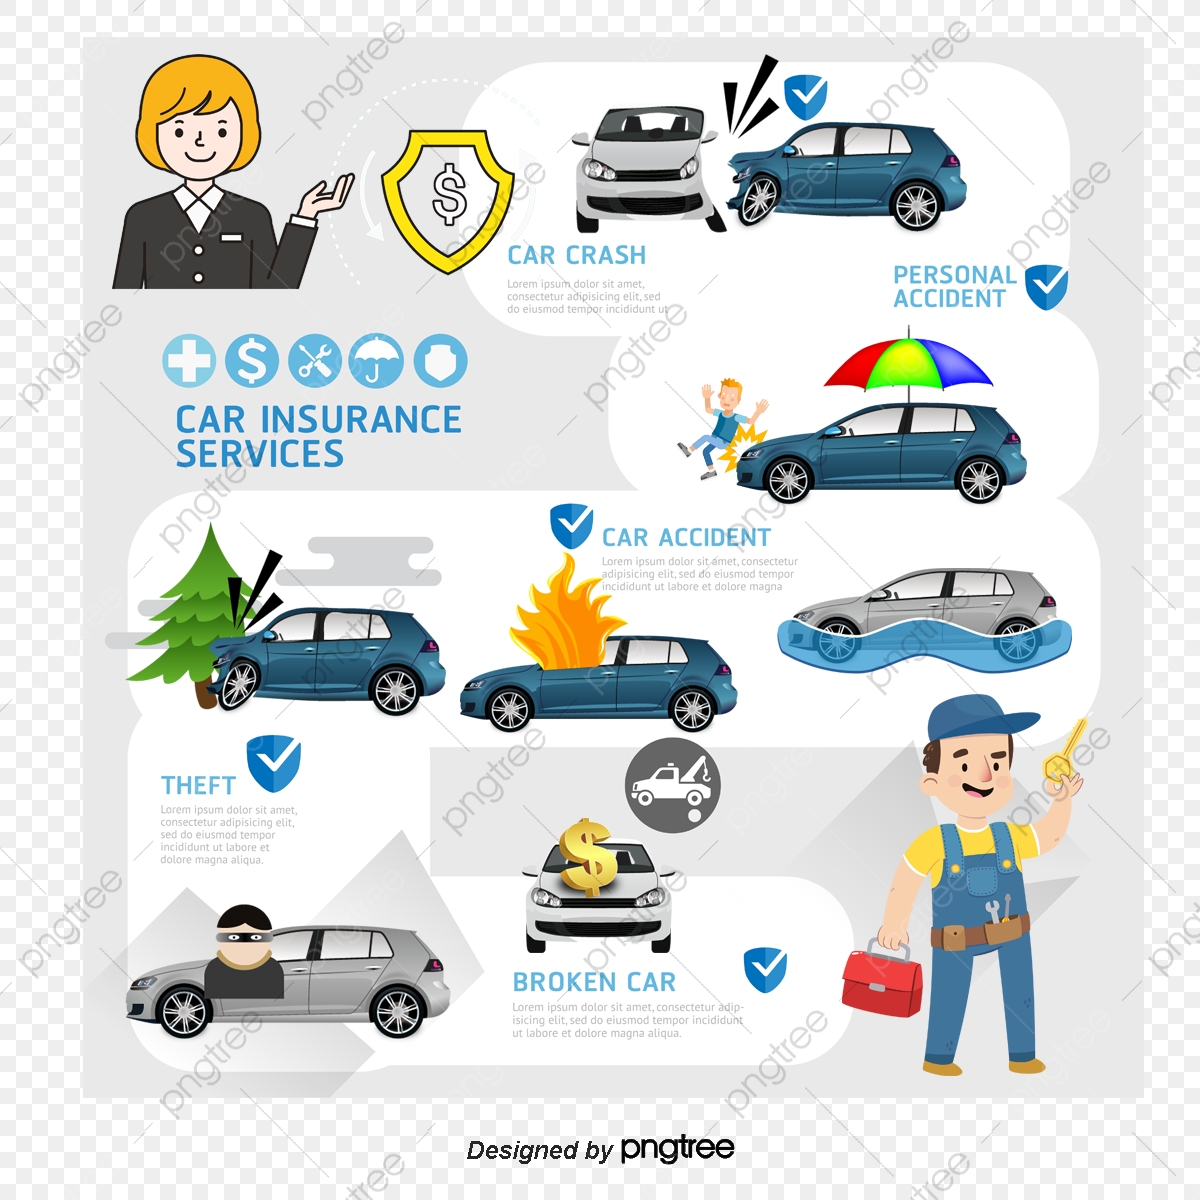 CAR CRASH
Lorem ipsum dolor sit amet,
consectetur adipisicing elit, sed
do eiusmod tempor incididunt ut
PERSONAL
ACCIDENT
CAR INSURANCE
SERVICES
CAR ACCIDENT
Lorem ipsum dolor sit amet, consectetur
adipisicing elit, sed do eiusmod tempor
incididunt ut labore et dolore magna
THEFT
Lorem ipsum dolor sit
amet, consectetur
adipisicing elit,
sed do eiusmod tempor
incididunt ut labore et
dolore magna aliqua.
BROKEN CAR
Lorem ipsum dolor sit amet, consectetur adip-
isicing elit, sed do eiusmod tempor incididunt
ut labore et dolore magna aliqua.
Designed by pngtree